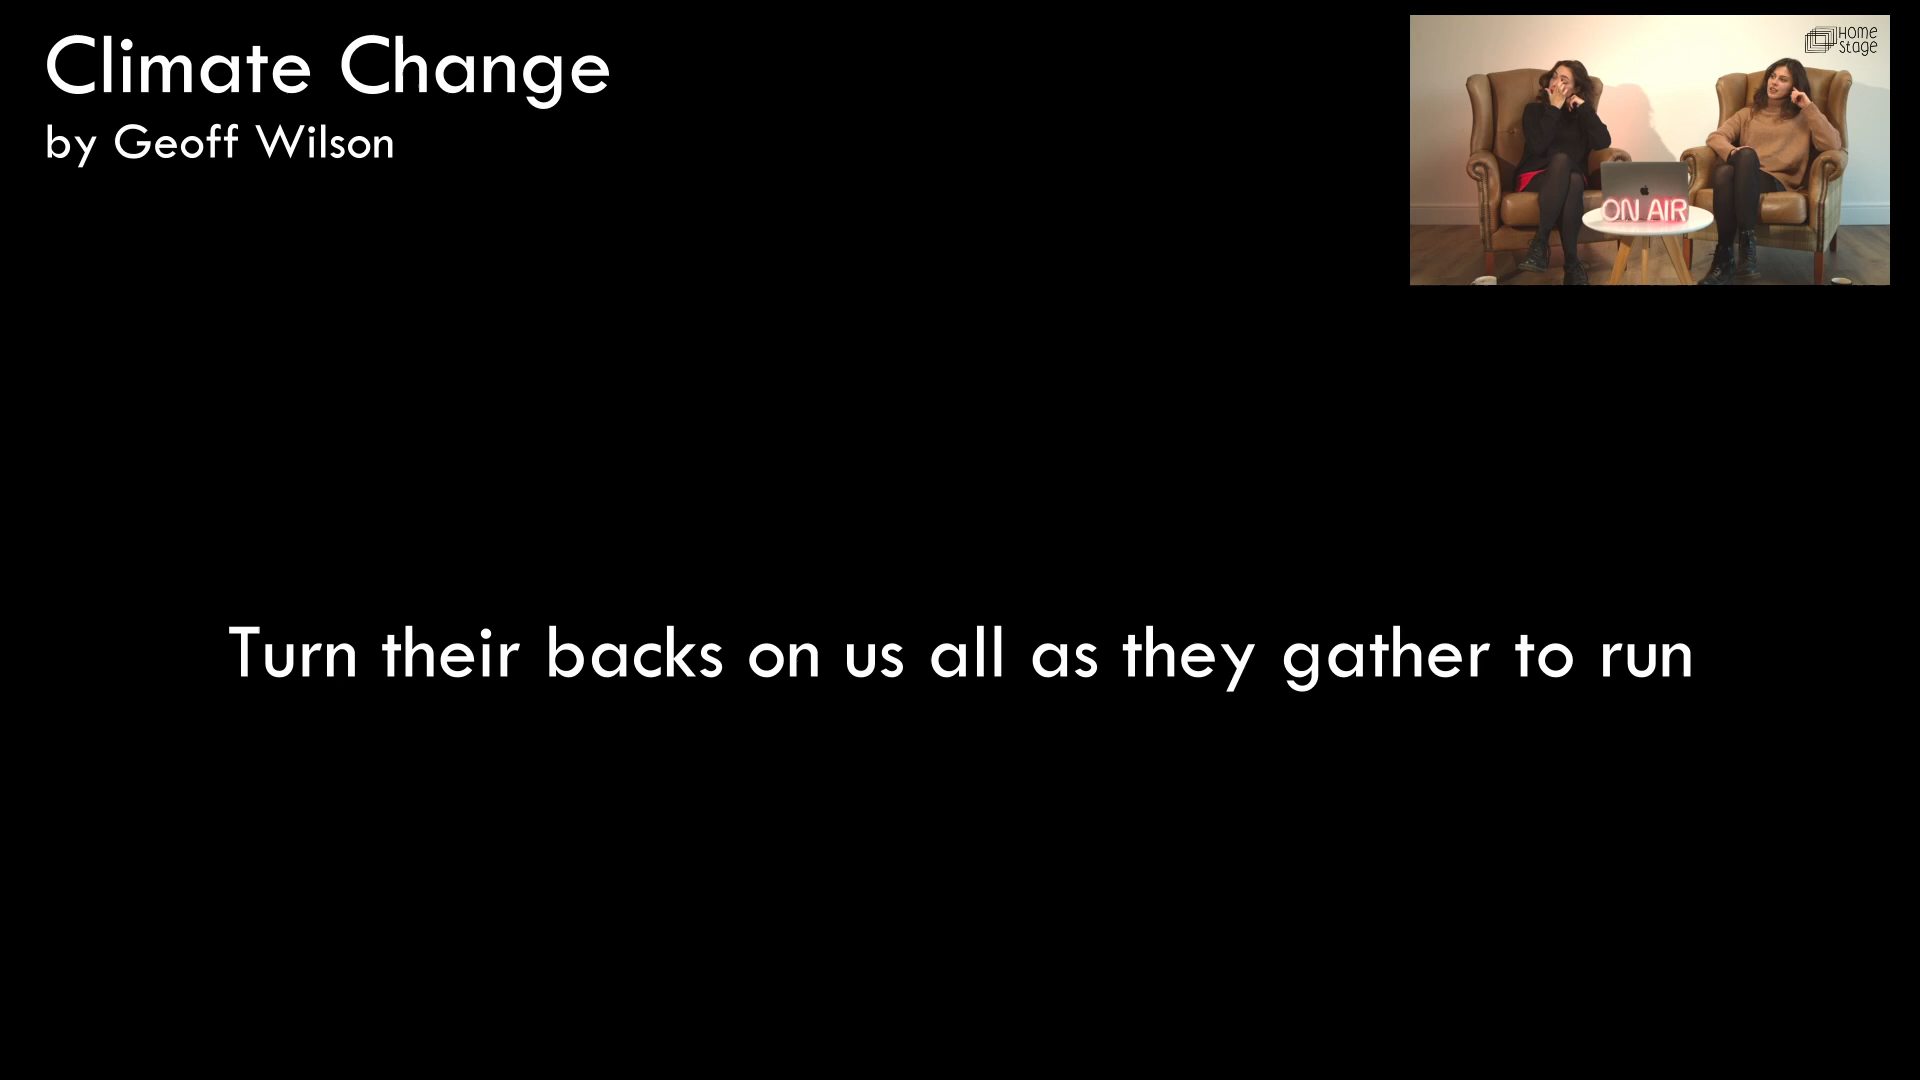 Climate Change
by Geoff Wilson
HOME
Stage
ON AIR
Turn their backs on us all as they gather to run